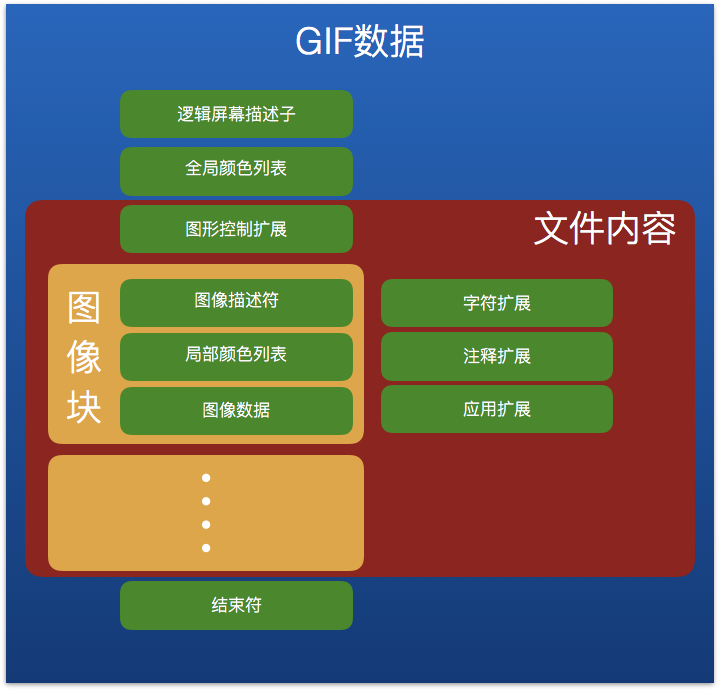 GIF数据
逻辑屏幕描述子
全局颜色列表
图形控制扩展
文件内容
图像块
图像描述符
局部颜色列表
图像数据
字符扩展
注释扩展
应用扩展
结束符